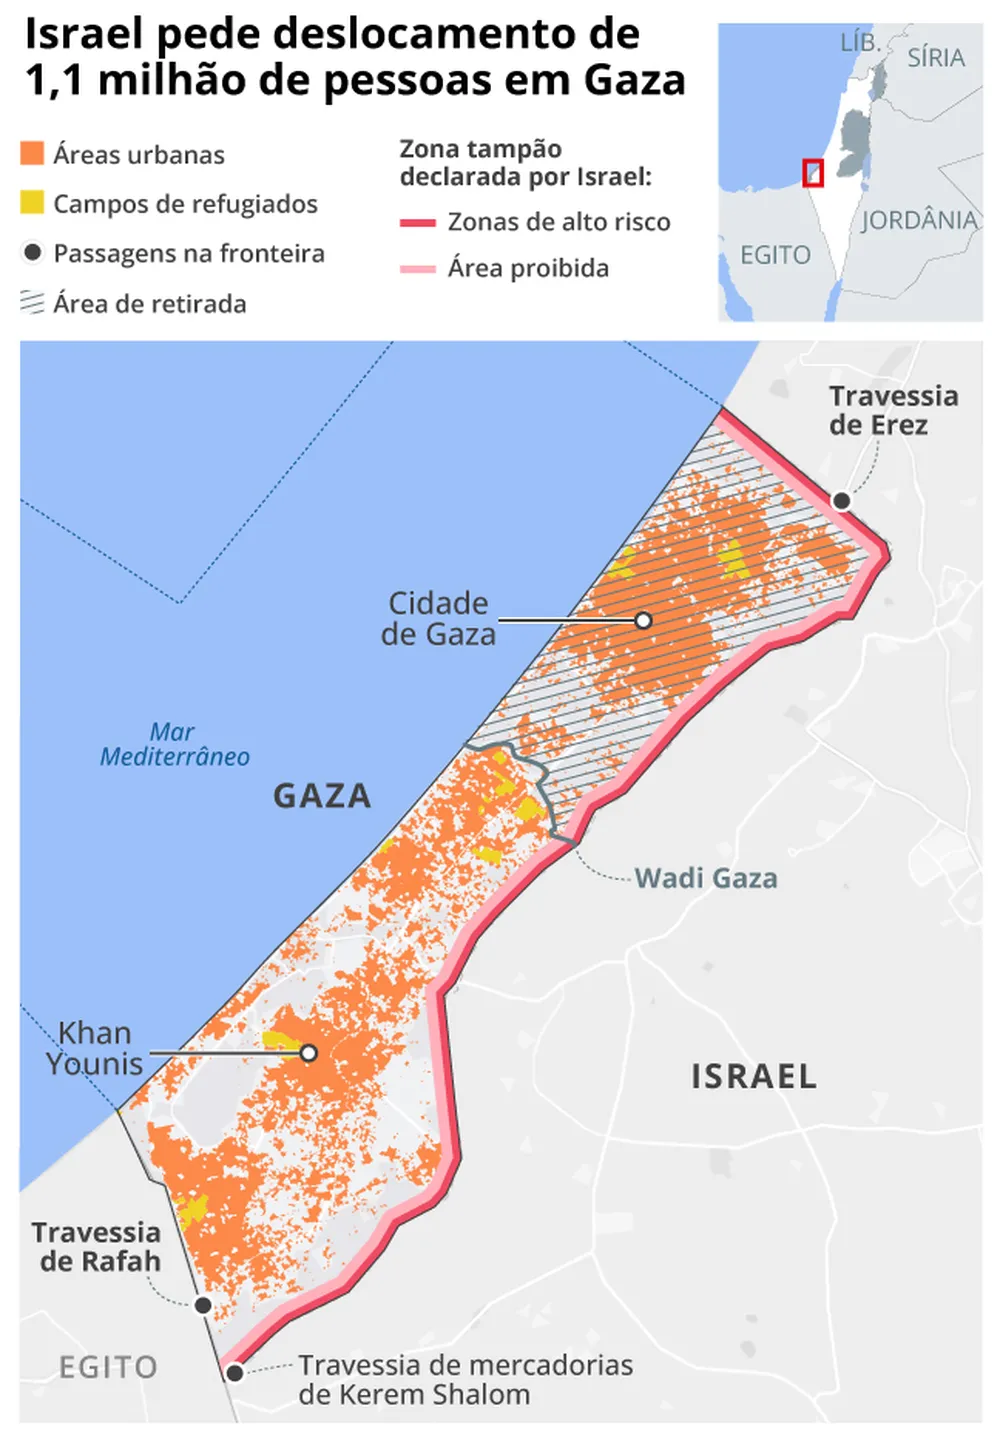 Israel pede deslocamento de
1,1 milhão de pessoas em Gaza
Áreas urbanas
Campos de refugiados
Passagens na fronteira
Área de retirada
Zona tampão
declarada por Israel:
Zonas de alto risco
Área proibida
LÍB.
SÍRIA
JORDÂNIA
EGITO
Travessia
de Erez
Cidade
de Gaza
Mar
Mediterrâneo
GAZA
Wadi Gaza
Khan
Younis
ISRAEL
Travessia
de Rafah
EGITO
Travessia de mercadorias
de Kerem Shalom